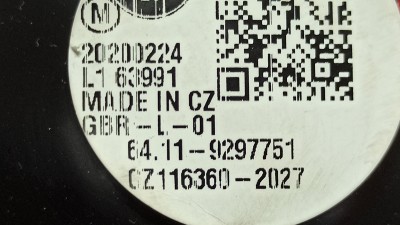 M
20200224
L1 63991
MADE IN CZ
GBR-L-01
64.11-9297751
CZ116360-2027